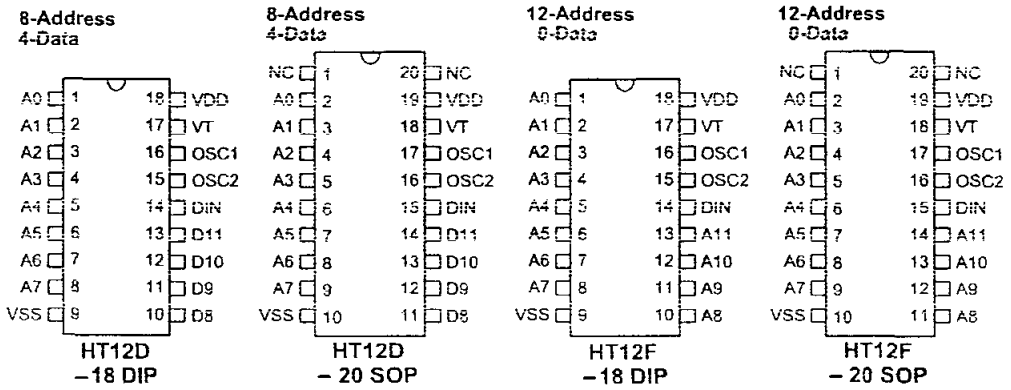 8-Address
4-Data
NC 1 20 NC
A0 1 18 VDD
A1 2 17 VT
A2 3 16 OSC1
A3 4 15 OSC2
A4 5 14 DIN
A5 6 13 D11
A6 7 12 D10
A7 8 11 D9
VSS 9 10 D8
HT12D
–18 DIP
8-Address
4-Data
A0 2 19 VDD
A1 3 18 VT
A2 4 17 OSC1
A3 5 16 OSC2
A4 6 15 DIN
A5 7 14 D11
A6 8 13 D10
A7 9 12 D9
VSS 10 11 D8
HT12D
– 20 SOP
12-Address
0-Data
A0 1 18 VDD
A1 2 17 VT
A2 3 16 OSC1
A3 4 15 OSC2
A4 5 14 DIN
A5 6 13 A11
A6 7 12 A10
A7 8 11 A9
VSS 9 10 A8
HT12F
–18 DIP
12-Address
0-Data
NC 1 20 NC
A0 2 19 VDD
A1 3 18 VT
A2 4 17 OSC1
A3 5 16 OSC2
A4 6 15 DIN
A5 7 14 A11
A6 8 13 A10
A7 9 12 A9
VSS 10 11 A8
HT12F
– 20 SOP